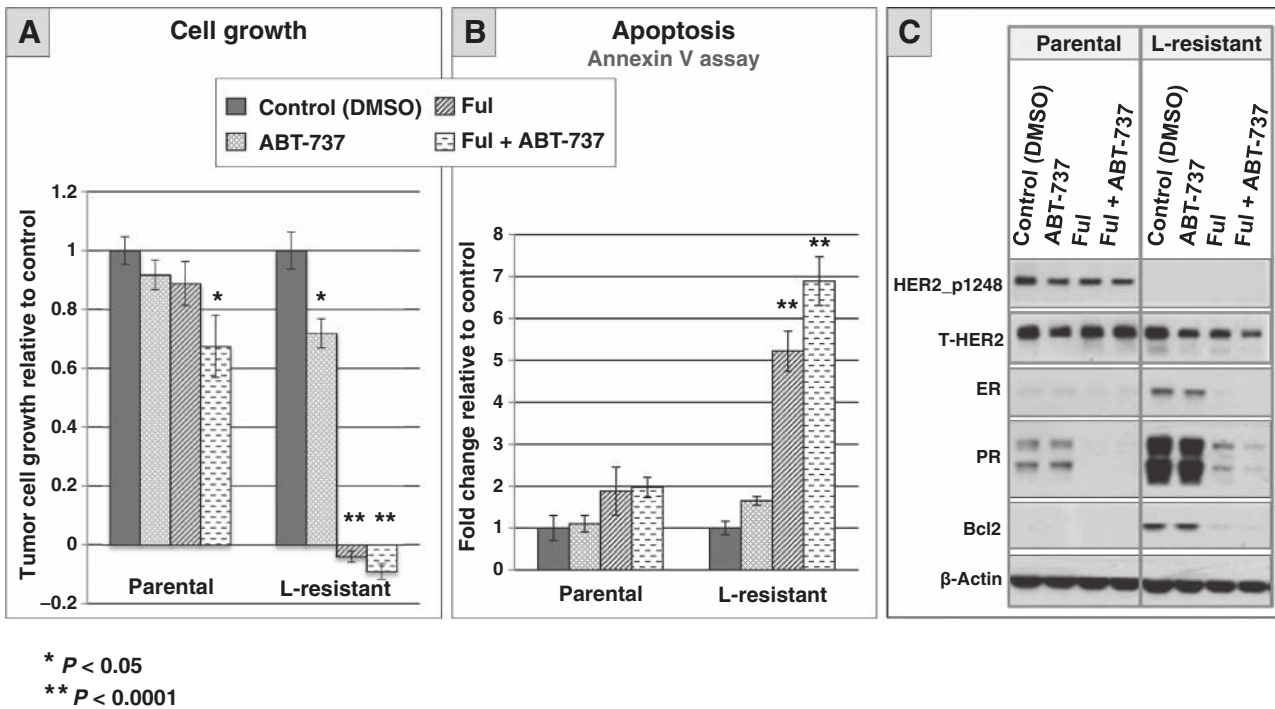 A
Cell growth
Control (DMSO)
Ful
ABT-737
Ful + ABT-737
Tumor cell growth relative to control
1.2
1
0.8
0.6
0.4
0.2
0
−0.2
*
*
** **
Parental
L-resistant
B
Apoptosis
Annexin V assay
Fold change relative to control
8
7
6
5
4
3
2
1
0
**
**
Parental
L-resistant
C
Parental
L-resistant
Control (DMSO)
ABT-737
Ful
Ful + ABT-737
Control (DMSO)
ABT-737
Ful
Ful + ABT-737
HER2_p1248
T-HER2
ER
PR
Bcl2
β-Actin
* P < 0.05
** P < 0.0001